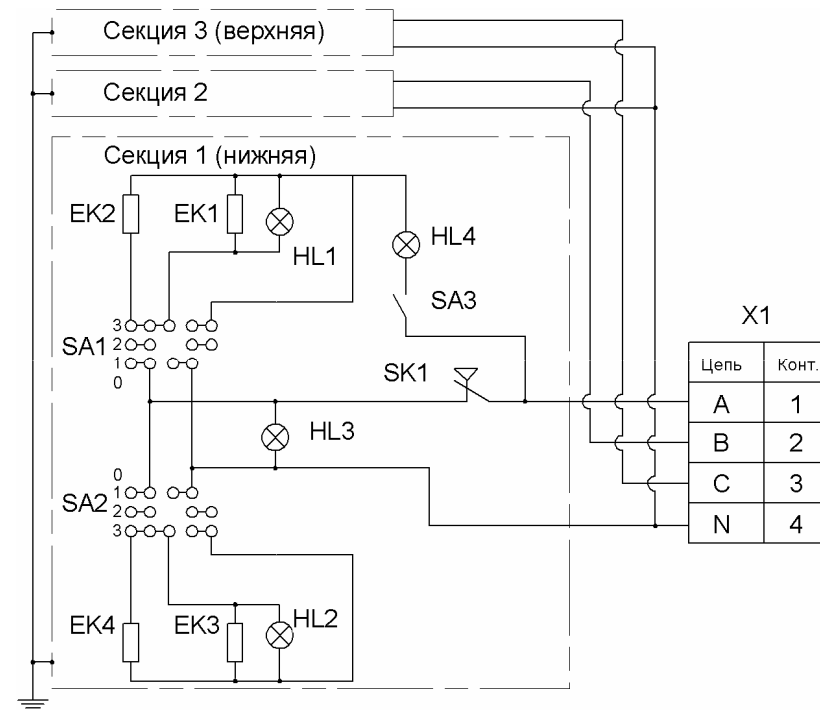 Секция 3 (верхняя)
Секция 2
Секция 1 (нижняя)
EK2
EK1
HL1
HL4
SA3
X1
SA1
3
2
1
0
SK1
Цепь
Конт.
A
1
HL3
B
2
C
3
N
4
SA2
0
1
2
3
EK4
EK3
HL2